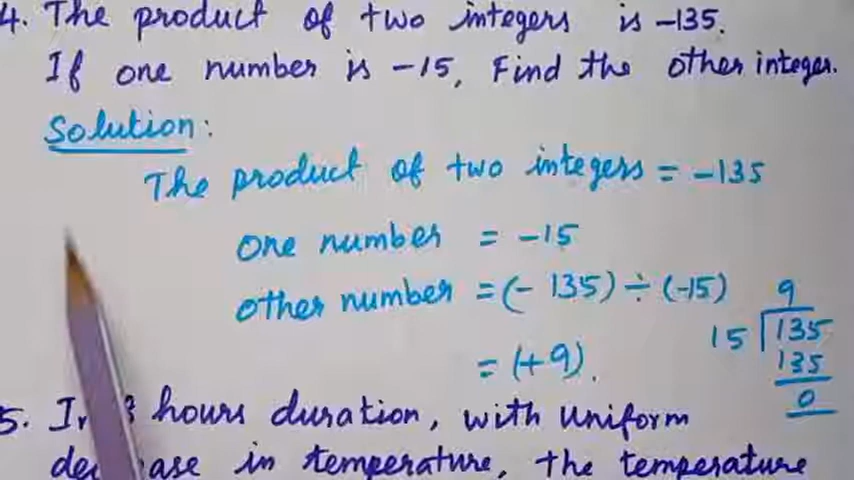 4. The product of two integers is -135.
If one number is -15, Find the other integer.
Solution:
The product of two integers = -135
One number = -15
other number = (- 135) ÷ (-15)
= (+9).
9
15 135
135
0
5. In hours duration, with uniform
in temperature, the temperature